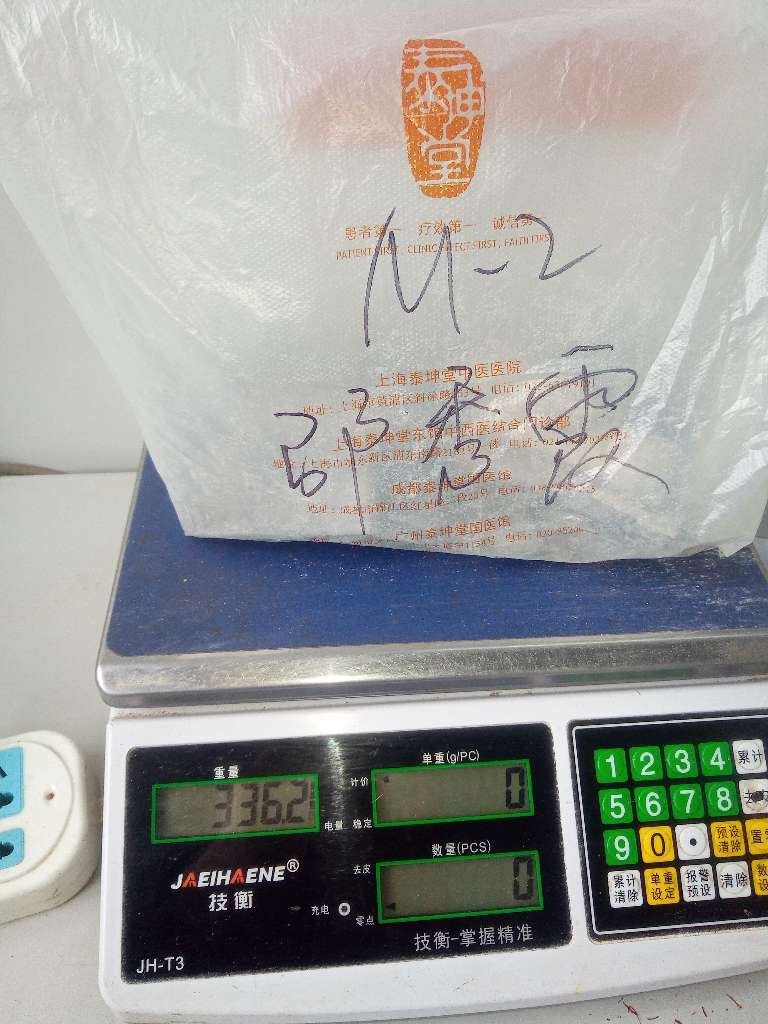 泰坤堂
患者第一 疗效第一 诚信第一
PATIENT FIRST, CLINIC EFFECT FIRST, FAITH FIRST
M-2
上海泰坤堂中医医院
邵秀霞
上海泰坤堂东馆中西医结合门诊部
成都泰坤堂国医馆
广州泰坤堂国医馆
重量
336.2
电量
单重(g/PC)
计价
0
稳定
数量(PCS)
去皮
0
零点
充电
JAEIHAENE®
技衡
技衡-掌握精准
JH-T3
1 2 3 4 累计
5 6 7 8
9 0 • 预设清除
累计清除 单重设定 报警预设 清除